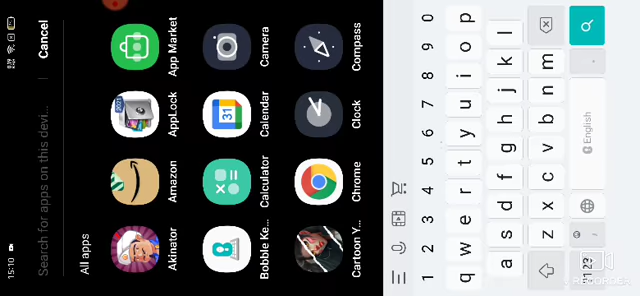 15:10
Search for apps on this devi...
Cancel
All apps
Akinator
Amazon
AppLock
App Market
Bobble Ke...
Calculator
Calendar
Camera
Cartoon Y...
Chrome
Clock
Compass
1 2 3 4 5 6 7 8 9 0
q w e r t y u i o p
a s d f g h j k l
z x c v b n m
?123
English
RECORDER